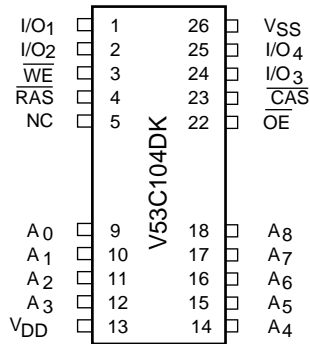 I/O1 1 26 VSS
I/O2 2 25 I/O4
WE 3 24 I/O3
RAS 4 23 CAS
NC 5 22 OE
V53C104DK
A0 9 18 A8
A1 10 17 A7
A2 11 16 A6
A3 12 15 A5
VDD 13 14 A4